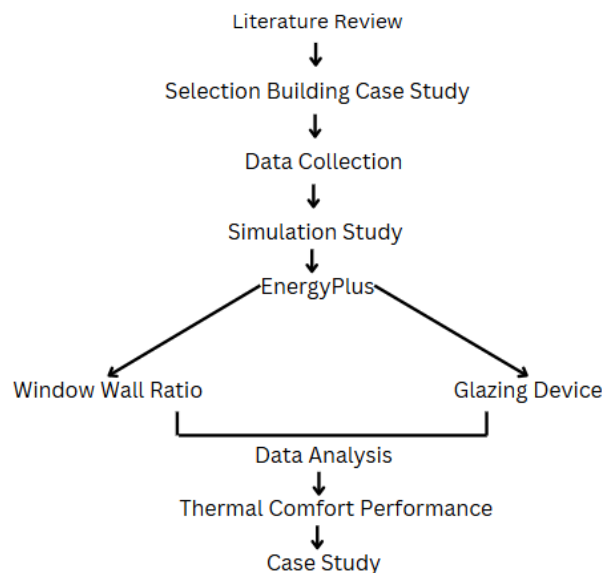 Literature Review
Selection Building Case Study
Data Collection
Simulation Study
EnergyPlus
Window Wall Ratio
Glazing Device
Data Analysis
Thermal Comfort Performance
Case Study